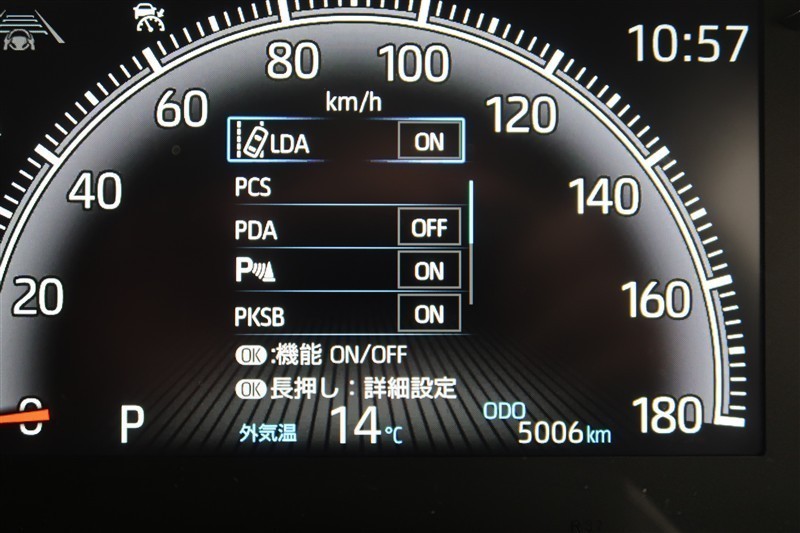 10:57
80 100
km/h
60 120
LDA ON
PCS
40 140
PDA OFF
P ON
20 160
PKSB ON
OK:機能 ON/OFF
OK長押し：詳細設定
0 P 外気温 14℃ ODO 5006km 180